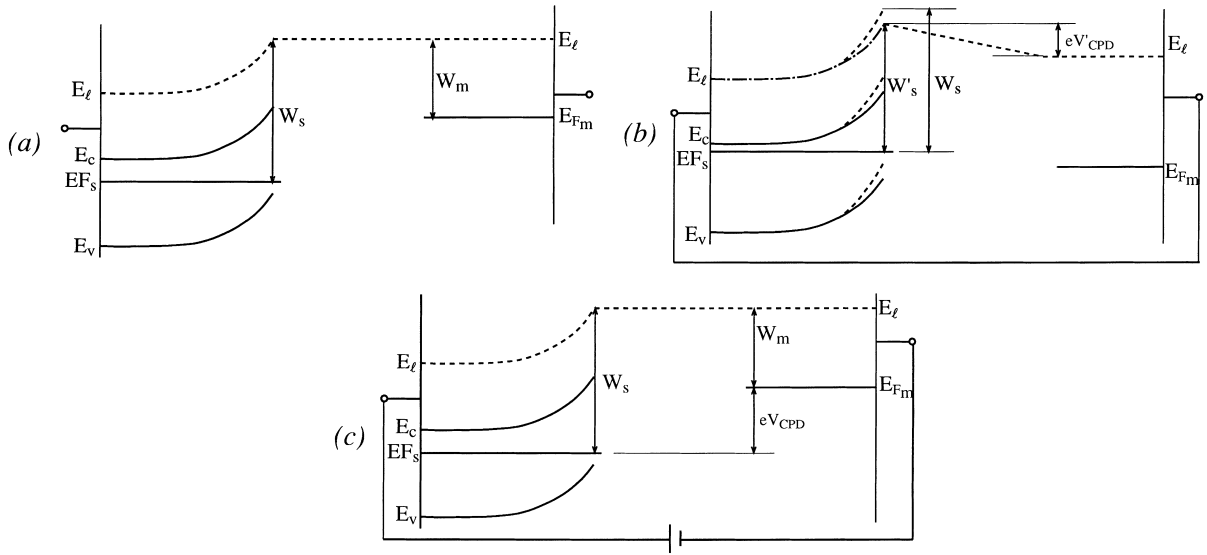 (a)
E_ℓ
E_c
EF_s
E_v
W_s
W_m
E_ℓ
E_Fm
(b)
E_ℓ
E_c
EF_s
E_v
W'_s
W_s
eV'_CPD
E_ℓ
E_Fm
(c)
E_ℓ
E_c
EF_s
E_v
W_s
W_m
eV_CPD
E_ℓ
E_Fm